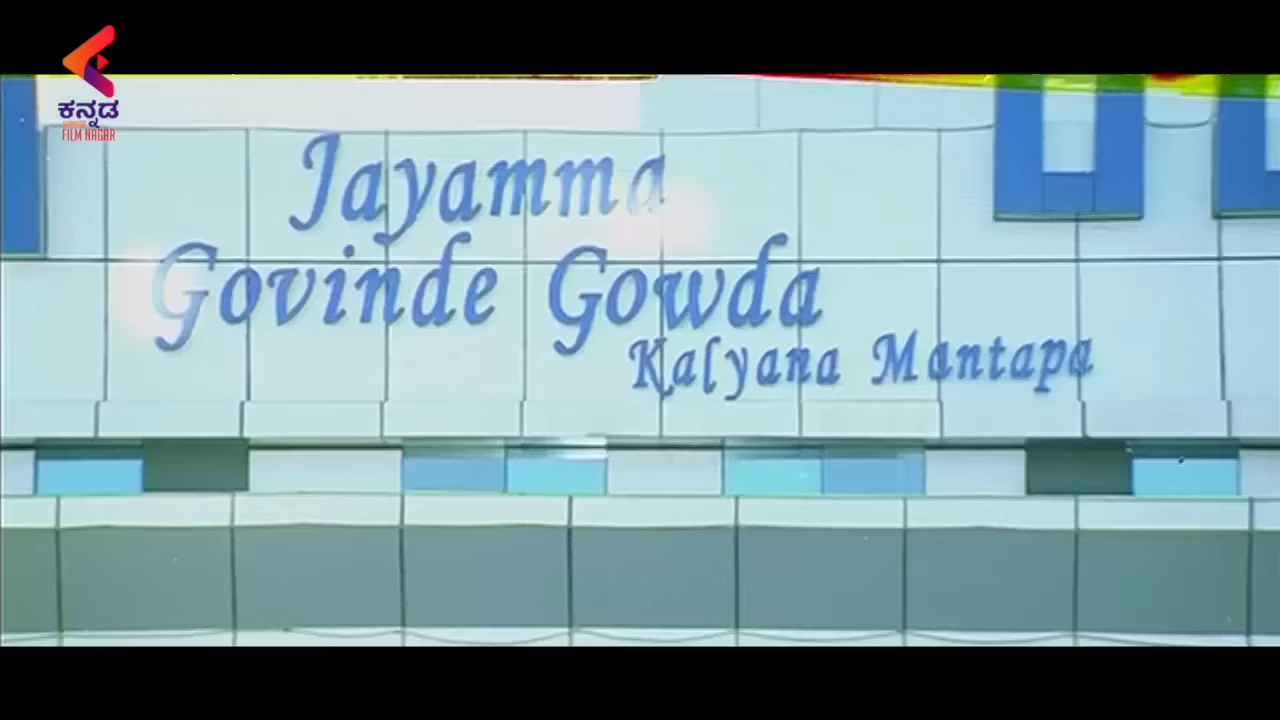 ಕನ್ನಡ
FILM NAGAR
Jayamma
Govinde Gowda
Kalyana Mantapa